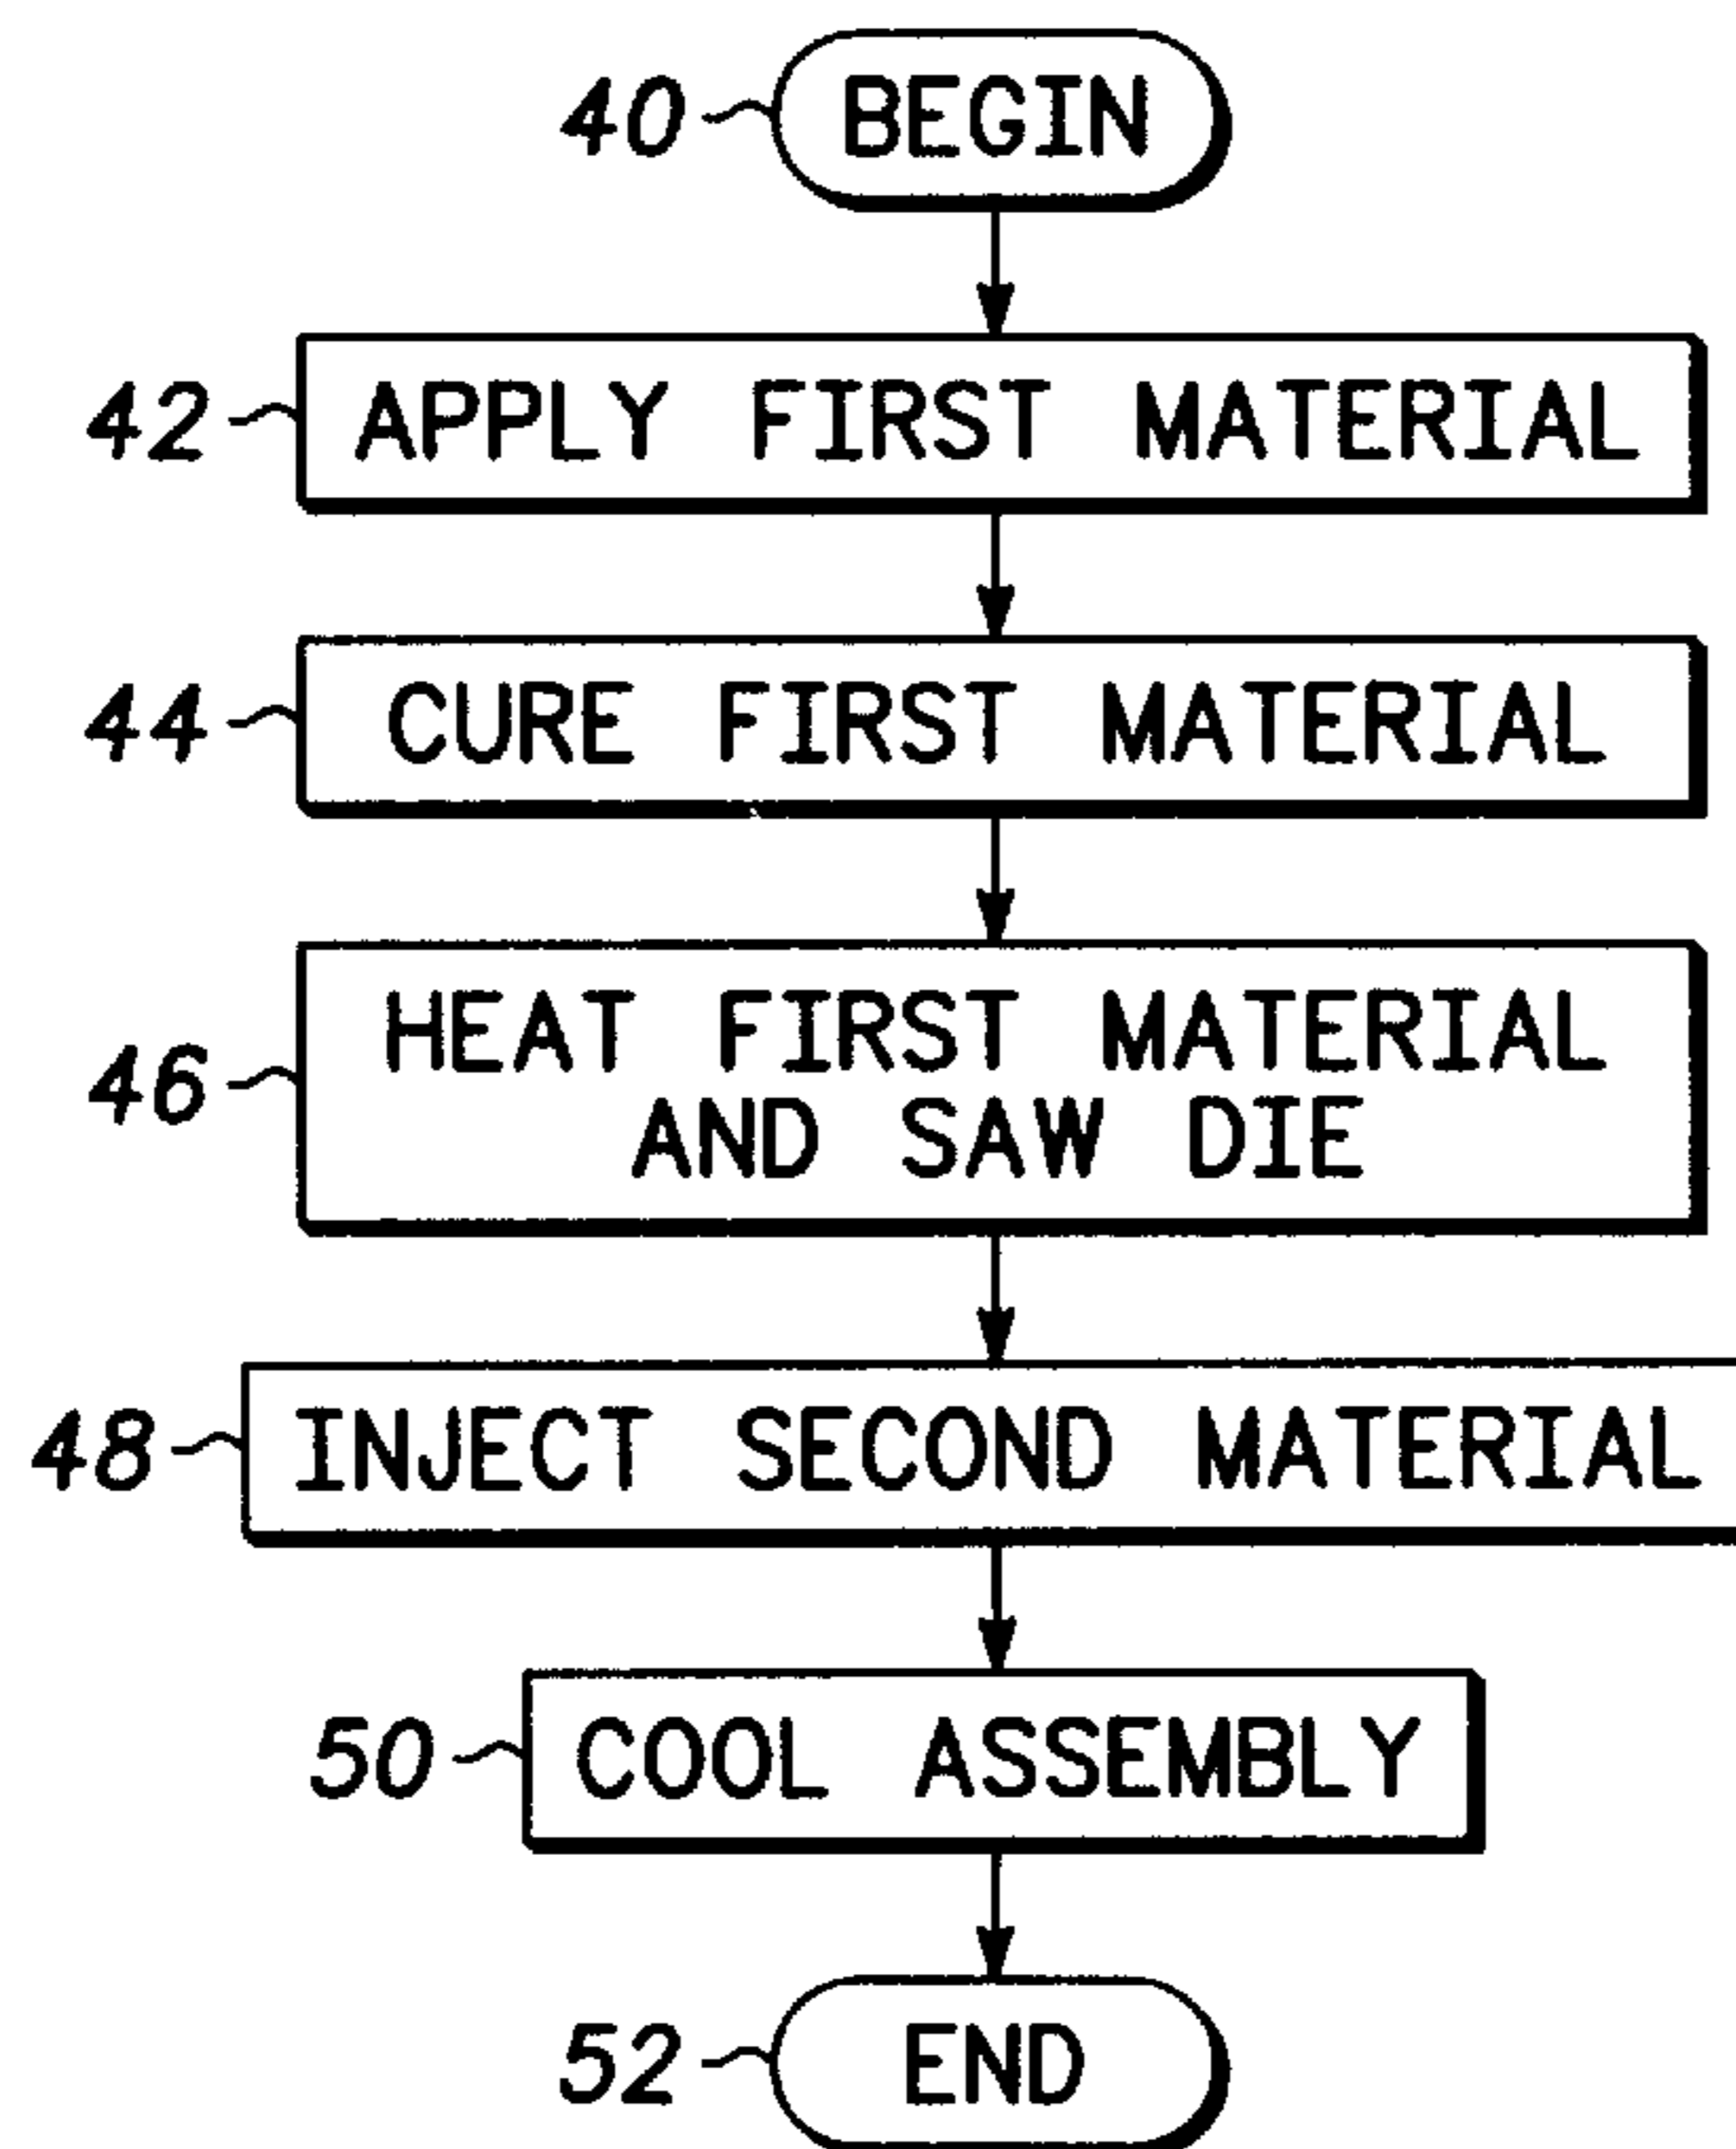 40 BEGIN
42 APPLY FIRST MATERIAL
44 CURE FIRST MATERIAL
HEAT FIRST MATERIAL
46
AND SAW DIE
48 INJECT SECOND MATERIAL
50 COOL ASSEMBLY
52 END